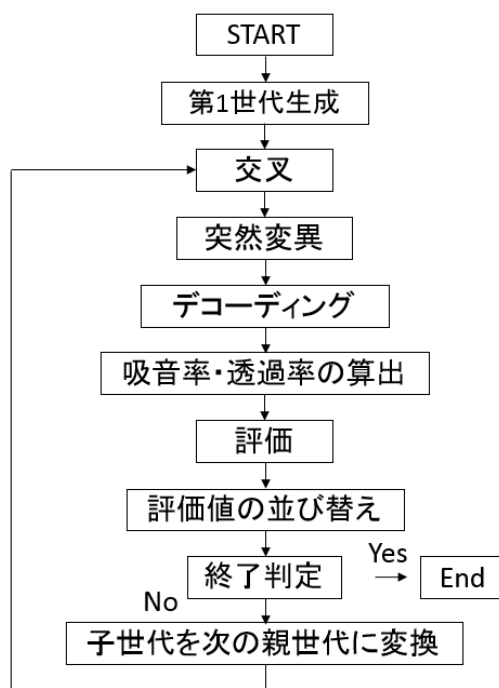 START
第1世代生成
交叉
突然変異
デコーディング
吸音率・透過率の算出
評価
評価値の並び替え
終了判定
Yes
End
No
子世代を次の親世代に変換